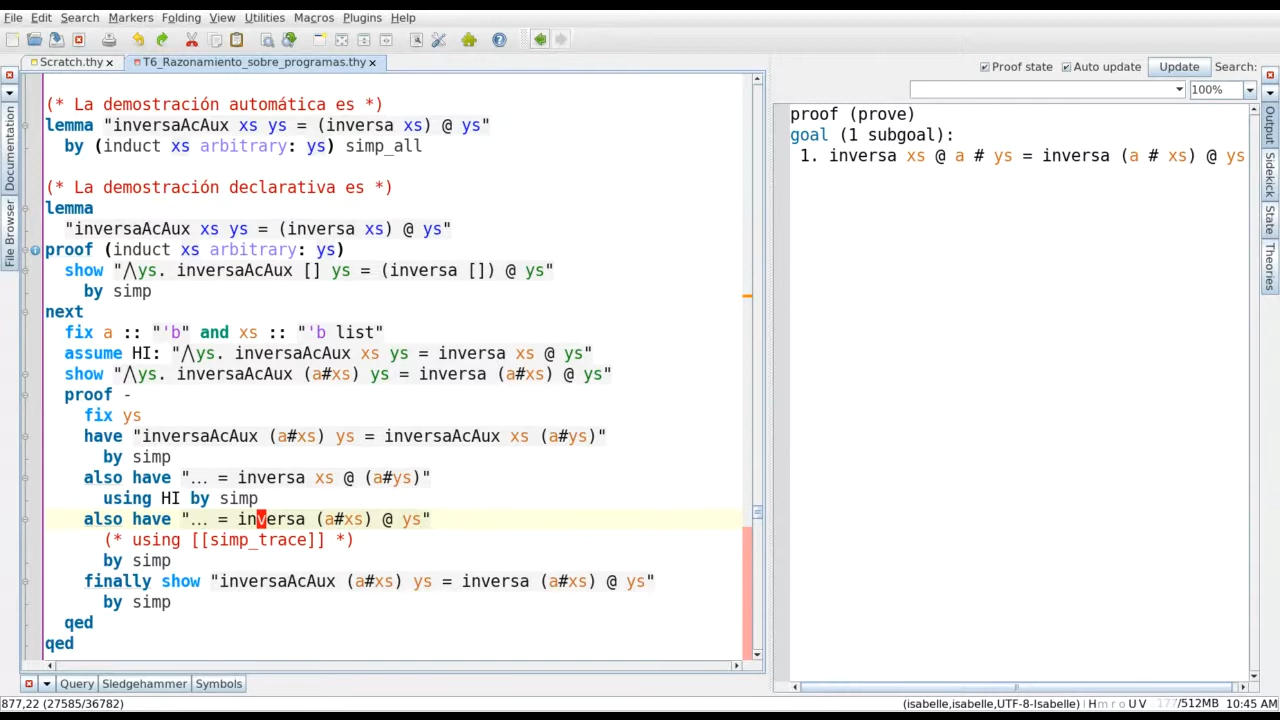 File Edit Search Markers Folding View Utilities Macros Plugins Help
Scratch.thy
T6_Razonamiento_sobre_programas.thy
Proof state Auto update Update Search:
100%
Documentation
File Browser
(* La demostración automática es *)
lemma "inversaAcAux xs ys = (inversa xs) @ ys"
by (induct xs arbitrary: ys) simp_all
(* La demostración declarativa es *)
lemma
"inversaAcAux xs ys = (inversa xs) @ ys"
proof (induct xs arbitrary: ys)
show "⋀ys. inversaAcAux [] ys = (inversa []) @ ys"
by simp
next
fix a :: "'b" and xs :: "'b list"
assume HI: "⋀ys. inversaAcAux xs ys = inversa xs @ ys"
show "⋀ys. inversaAcAux (a#xs) ys = inversa (a#xs) @ ys"
proof -
fix ys
have "inversaAcAux (a#xs) ys = inversaAcAux xs (a#ys)"
by simp
also have "… = inversa xs @ (a#ys)"
using HI by simp
also have "… = inversa (a#xs) @ ys"
(* using [[simp_trace]] *)
by simp
finally show "inversaAcAux (a#xs) ys = inversa (a#xs) @ ys"
by simp
qed
qed
proof (prove)
goal (1 subgoal):
1. inversa xs @ a # ys = inversa (a # xs) @ ys
Output
Sidekick
State
Theories
Query Sledgehammer Symbols
877,22 (27585/36782)
(isabelle,isabelle,UTF-8-Isabelle) H m r o U V 177/512MB 10:45 AM